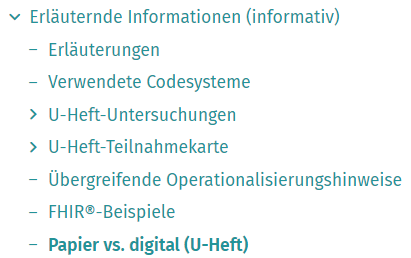 Erläuternde Informationen (informativ)
– Erläuterungen
– Verwendete Codesysteme
U-Heft-Untersuchungen
U-Heft-Teilnahmekarte
– Übergreifende Operationalisierungshinweise
– FHIR®-Beispiele
– Papier vs. digital (U-Heft)